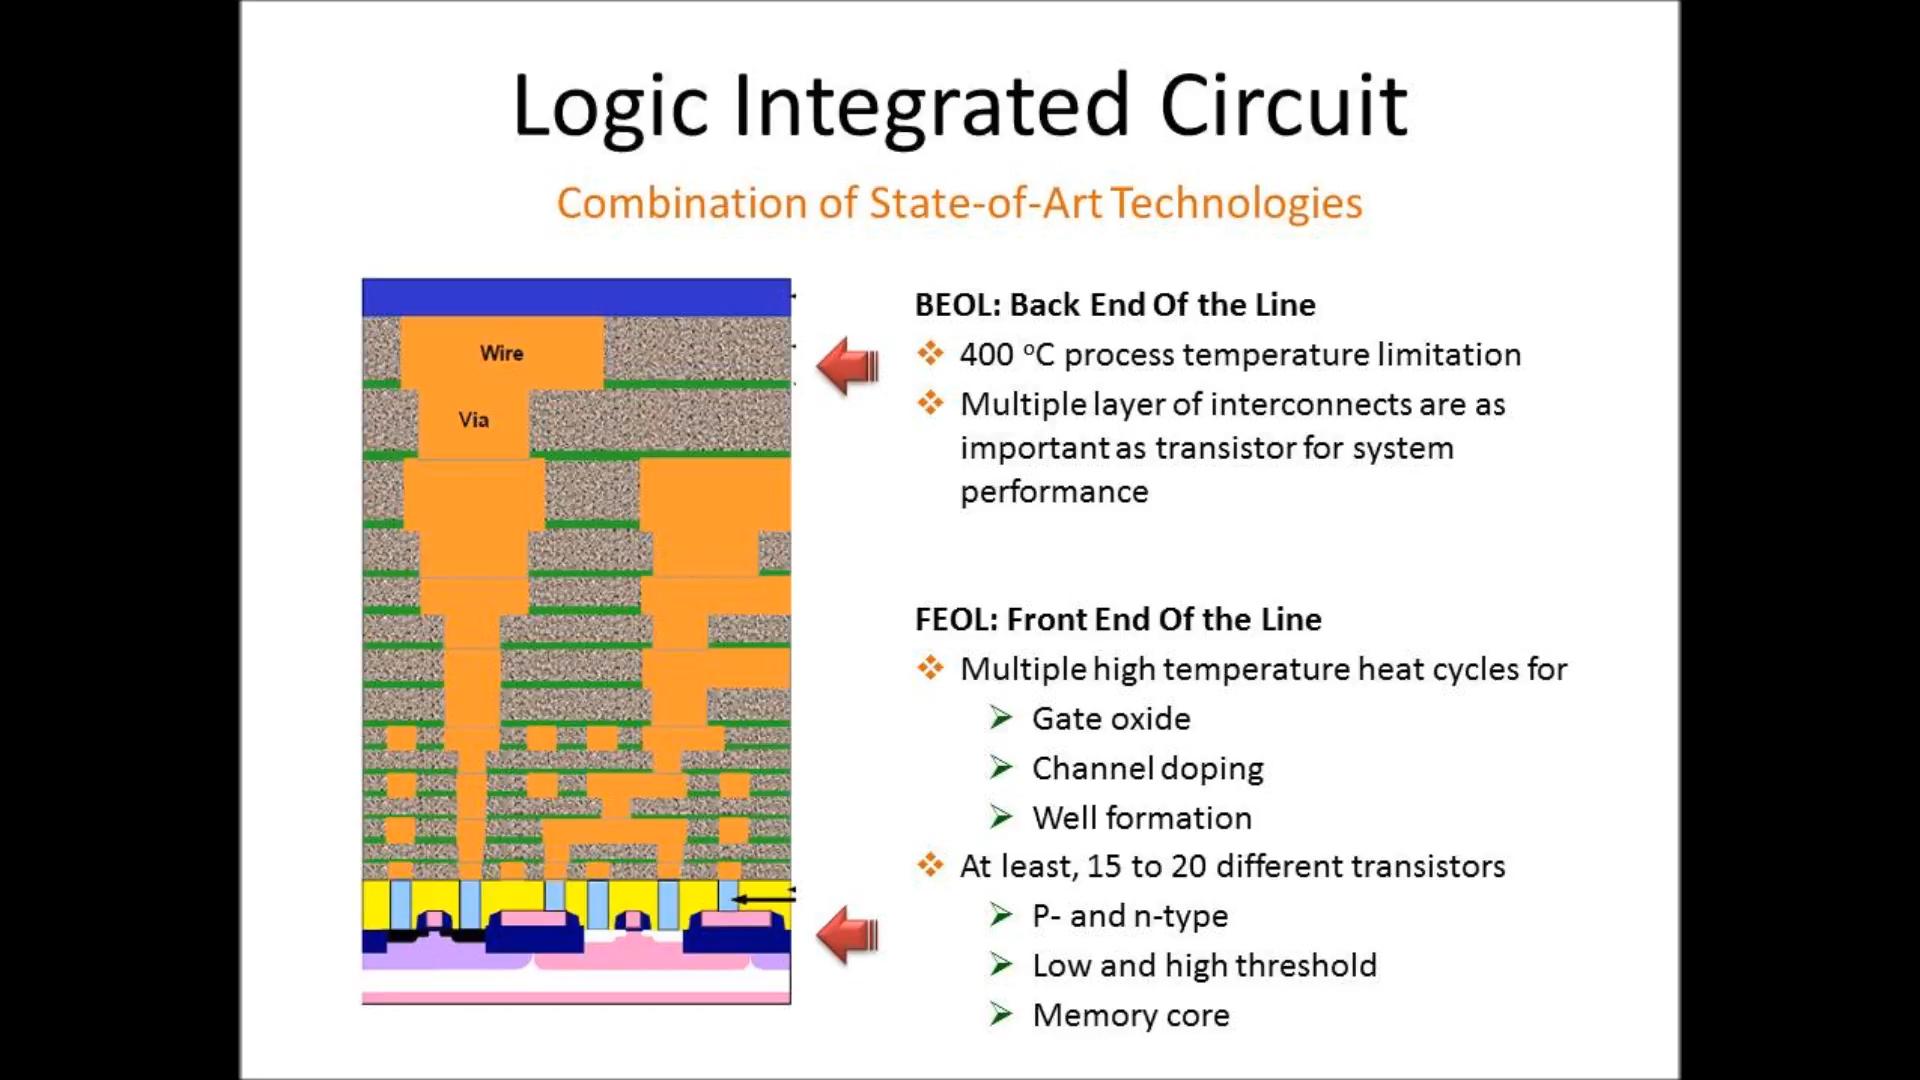 Logic Integrated Circuit
Combination of State-of-Art Technologies
Wire
Via
BEOL: Back End Of the Line
400 °C process temperature limitation
Multiple layer of interconnects are as
important as transistor for system
performance
FEOL: Front End Of the Line
Multiple high temperature heat cycles for
Gate oxide
Channel doping
Well formation
At least, 15 to 20 different transistors
P- and n-type
Low and high threshold
Memory core